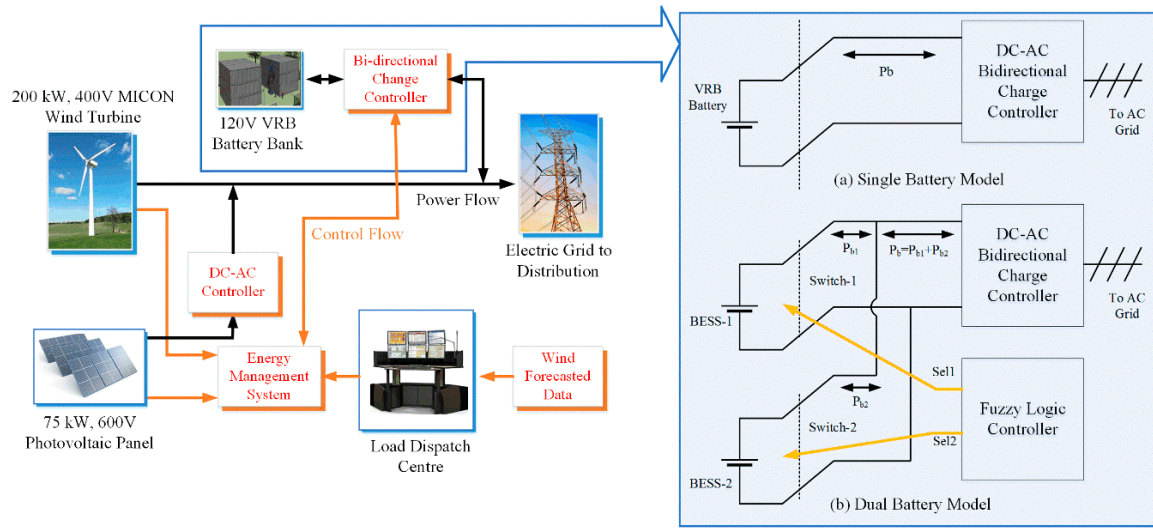 200 kW, 400V MICON
Wind Turbine
120V VRB
Battery Bank
Bi-directional
Change
Controller
Power Flow
Control Flow
Electric Grid to
Distribution
DC-AC
Controller
75 kW, 600V
Photovoltaic Panel
Energy
Management
System
Load Dispatch
Centre
Wind
Forecasted
Data
VRB
Battery
Pb
DC-AC
Bidirectional
Charge
Controller
To AC
Grid
(a) Single Battery Model
BESS-1
Switch-1
Pb1
Pb=Pb1+Pb2
DC-AC
Bidirectional
Charge
Controller
To AC
Grid
Sel1
Pb2
Switch-2
Sel2
Fuzzy Logic
Controller
BESS-2
(b) Dual Battery Model